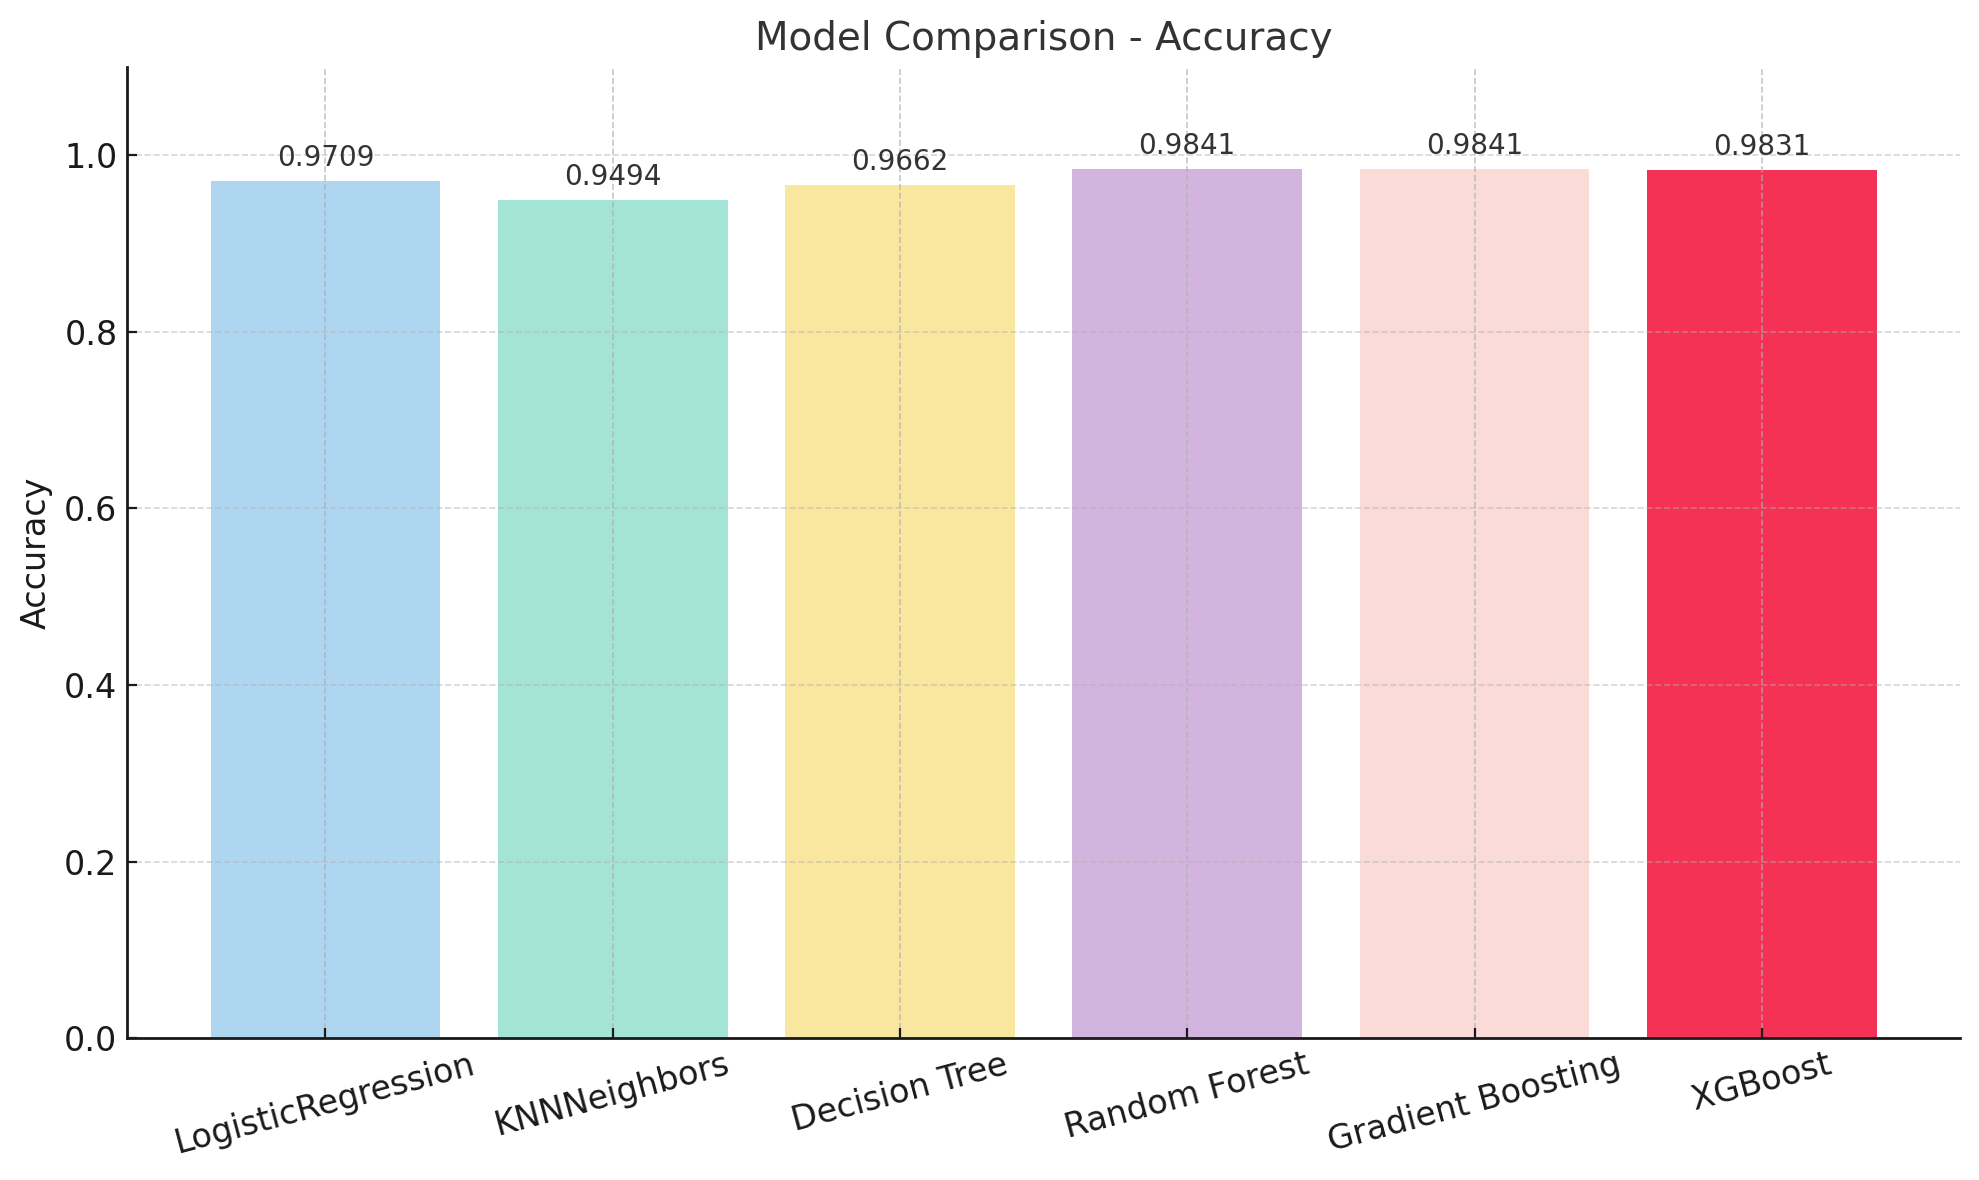 Model Comparison - Accuracy
Accuracy
1.0
0.8
0.6
0.4
0.2
0.0
0.9709
0.9494
0.9662
0.9841
0.9841
0.9831
LogisticRegression
KNNNeighbors
Decision Tree
Random Forest
Gradient Boosting
XGBoost